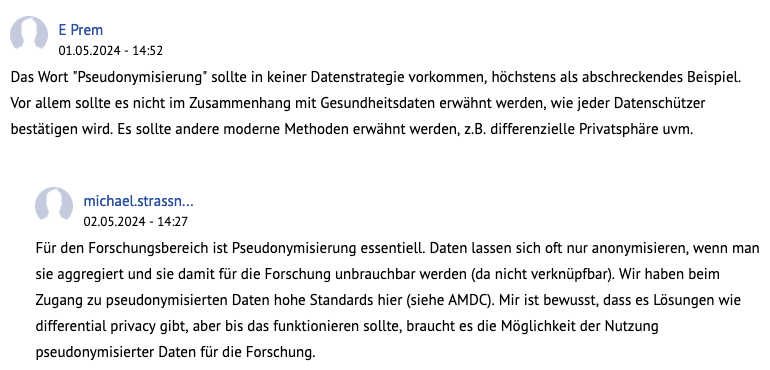 E Prem
01.05.2024 - 14:52
Das Wort "Pseudonymisierung" sollte in keiner Datenstrategie vorkommen, höchstens als abschreckendes Beispiel.
Vor allem sollte es nicht im Zusammenhang mit Gesundheitsdaten erwähnt werden, wie jeder Datenschützer
bestätigen wird. Es sollte andere moderne Methoden erwähnt werden, z.B. differenzielle Privatsphäre uvm.
michael.strassn...
02.05.2024 - 14:27
Für den Forschungsbereich ist Pseudonymisierung essentiell. Daten lassen sich oft nur anonymisieren, wenn man
sie aggregiert und sie damit für die Forschung unbrauchbar werden (da nicht verknüpfbar). Wir haben beim
Zugang zu pseudonymisierten Daten hohe Standards hier (siehe AMDC). Mir ist bewusst, dass es Lösungen wie
differential privacy gibt, aber bis das funktionieren sollte, braucht es die Möglichkeit der Nutzung
pseudonymisierter Daten für die Forschung.